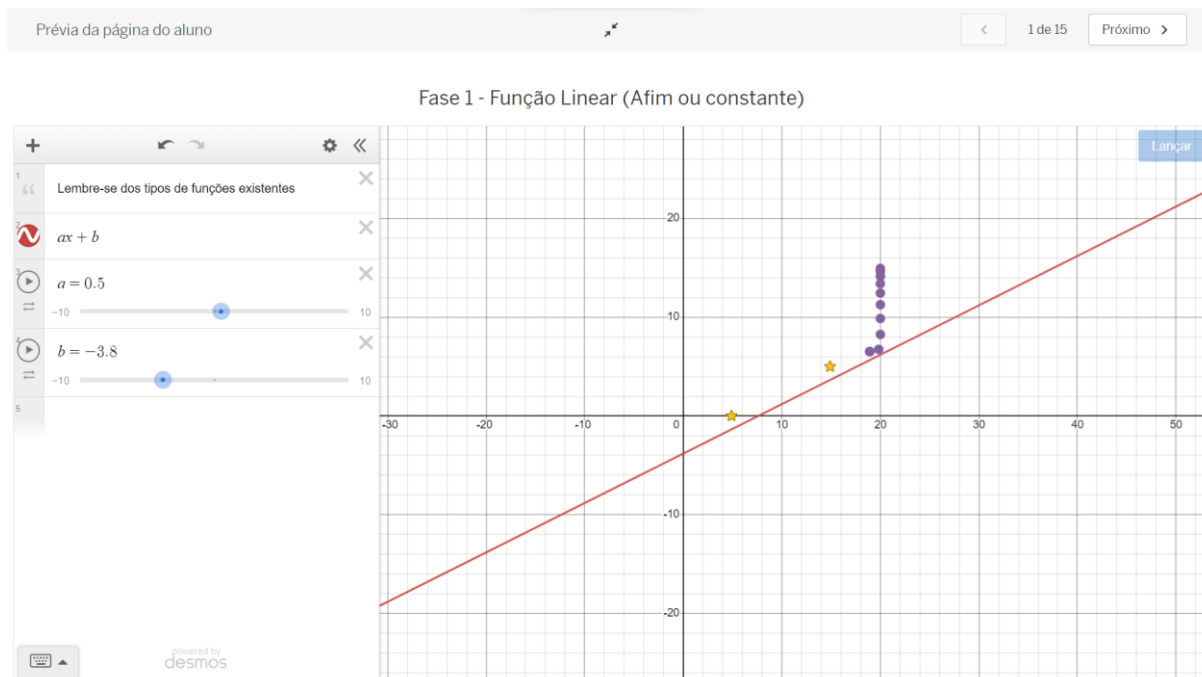 Prévia da página do aluno
1 de 15
Próximo
Fase 1 - Função Linear (Afim ou constante)
Lançar
1
Lembre-se dos tipos de funções existentes
2
ax + b
3
a = 0.5
-10
10
4
b = −3.8
-10
10
5
20
10
-30
-20
-10
0
10
20
30
40
50
-10
-20
powered by
desmos